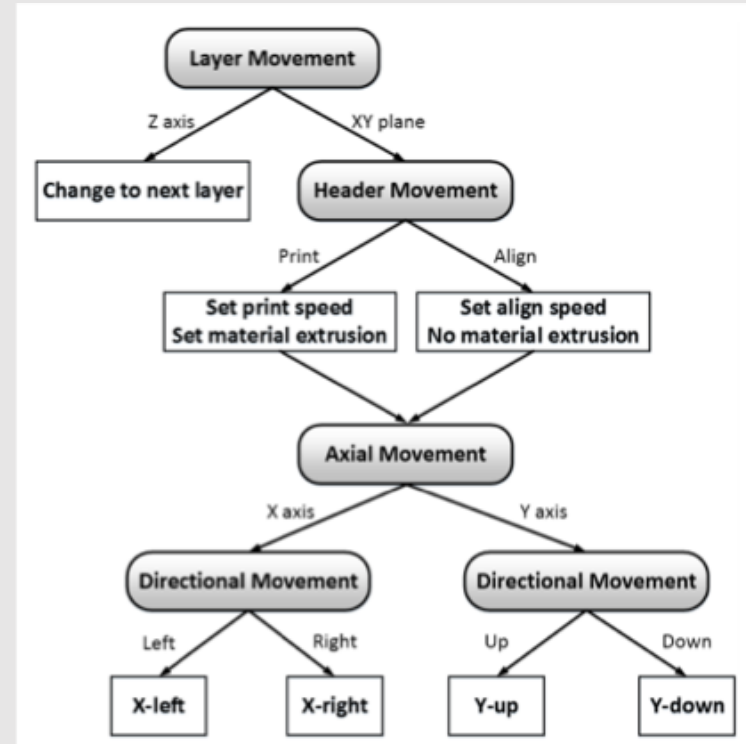 Layer Movement
Z axis
XY plane
Change to next layer
Header Movement
Print
Align
Set print speed
Set material extrusion
Set align speed
No material extrusion
Axial Movement
X axis
Y axis
Directional Movement
Directional Movement
Left
Right
Up
Down
X-left
X-right
Y-up
Y-down